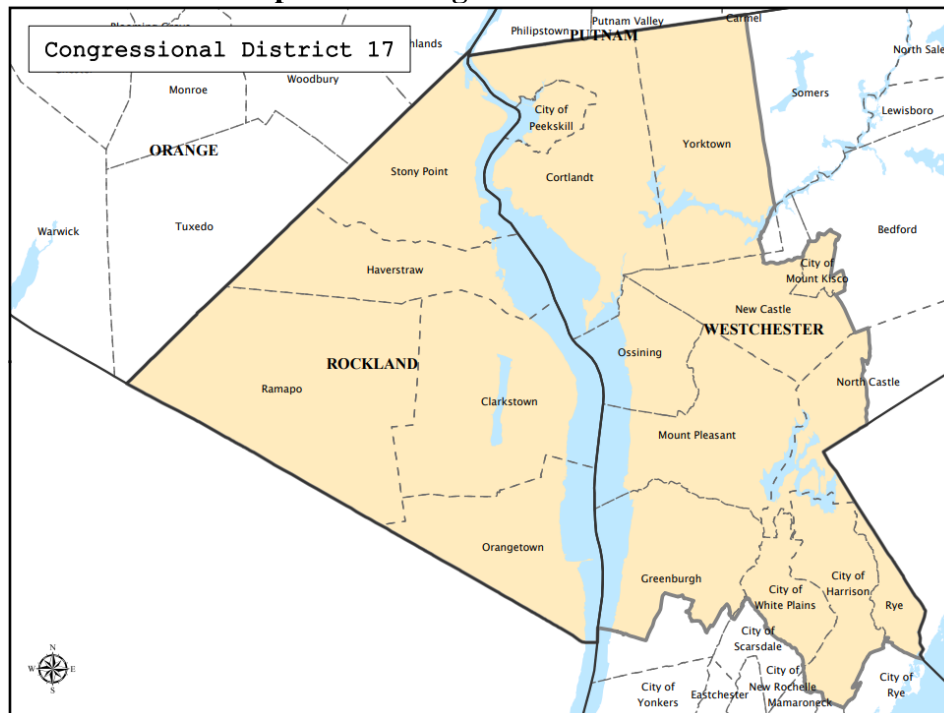 Congressional District 17
Philipstown
Putnam Valley
Carmel
PUTNAM
North Sale
Woodbury
Monroe
Somers
Lewisboro
City of
Peekskill
ORANGE
Yorktown
Stony Point
Cortlandt
Tuxedo
Warwick
Bedford
Haverstraw
City of
Mount Kisco
New Castle
WESTCHESTER
ROCKLAND
Ossining
Ramapo
North Castle
Clarkstown
Mount Pleasant
Orangetown
Greenburgh
City of
White Plains
City of
Harrison
Rye
City of
Scarsdale
City of
Yonkers
Eastchester
City of
New Rochelle
Mamaroneck
City of
Rye
N
W
E
S